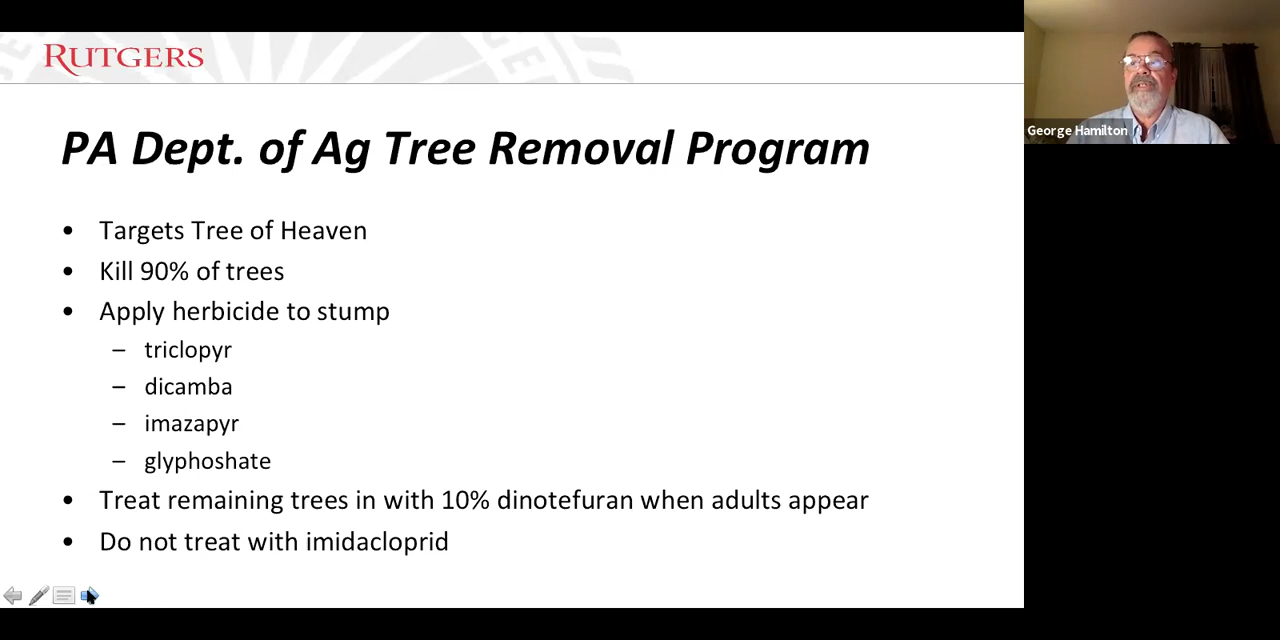 RUTGERS
PA Dept. of Ag Tree Removal Program
• Targets Tree of Heaven
• Kill 90% of trees
• Apply herbicide to stump
– triclopyr
– dicamba
– imazapyr
– glyphoshate
• Treat remaining trees in with 10% dinotefuran when adults appear
• Do not treat with imidacloprid
George Hamilton